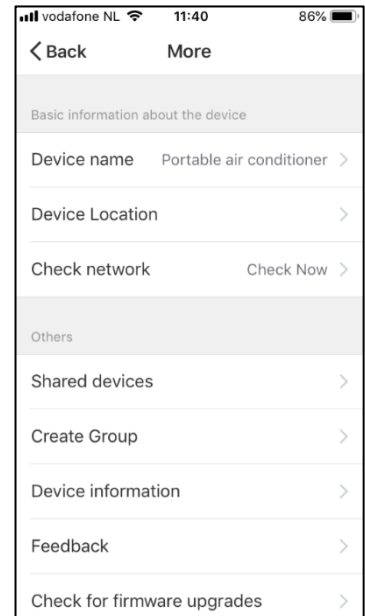 vodafone NL 11:40 86%
Back More
Basic information about the device
Device name Portable air conditioner
Device Location
Check network Check Now
Others
Shared devices
Create Group
Device information
Feedback
Check for firmware upgrades